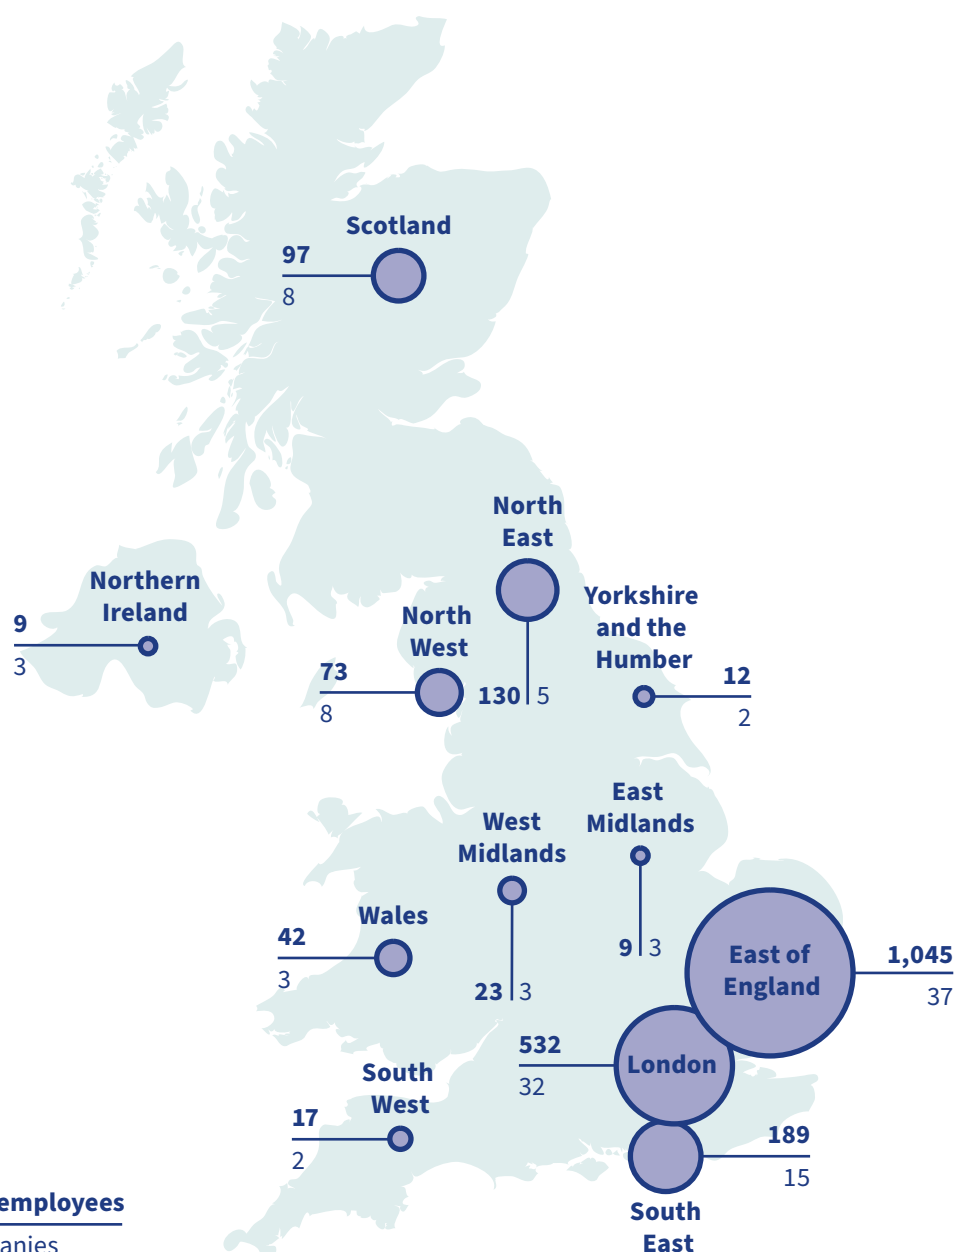 Scotland
97
8
North
East
130 5
Northern
Ireland
9
3
North
West
73
8
Yorkshire
and the
Humber
12
2
East
Midlands
9 3
West
Midlands
23 3
Wales
42
3
East of
England
1,045
37
London
532
32
South
West
17
2
189
15
South
East
employees
anies